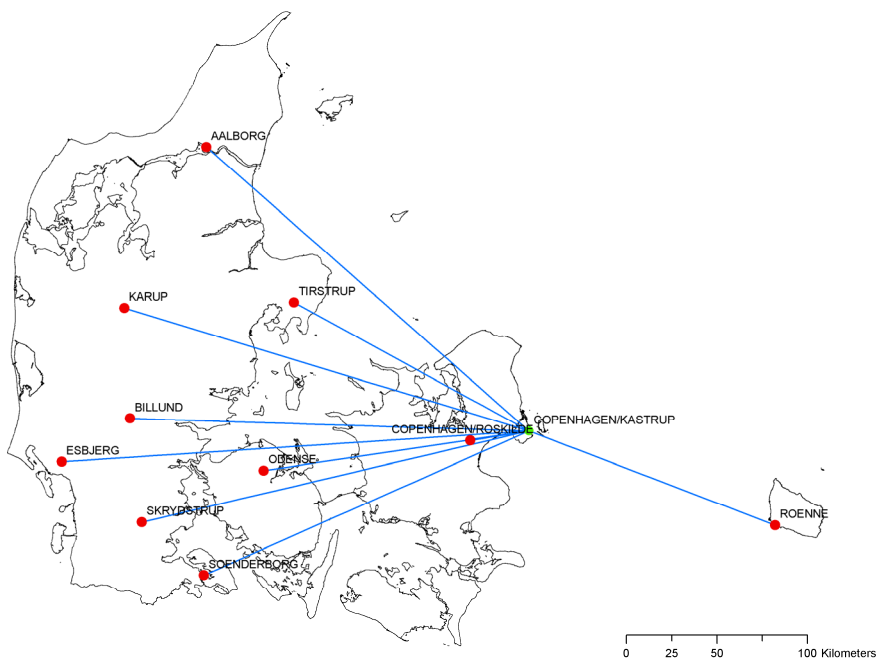 AALBORG
KARUP
TIRSTRUP
BILLUND
COPENHAGEN/KASTRUP
COPENHAGEN/ROSKILDE
ESBJERG
ODENSE
SKRYDSTRUP
ROENNE
SOENDERBORG
0 25 50 100 Kilometers